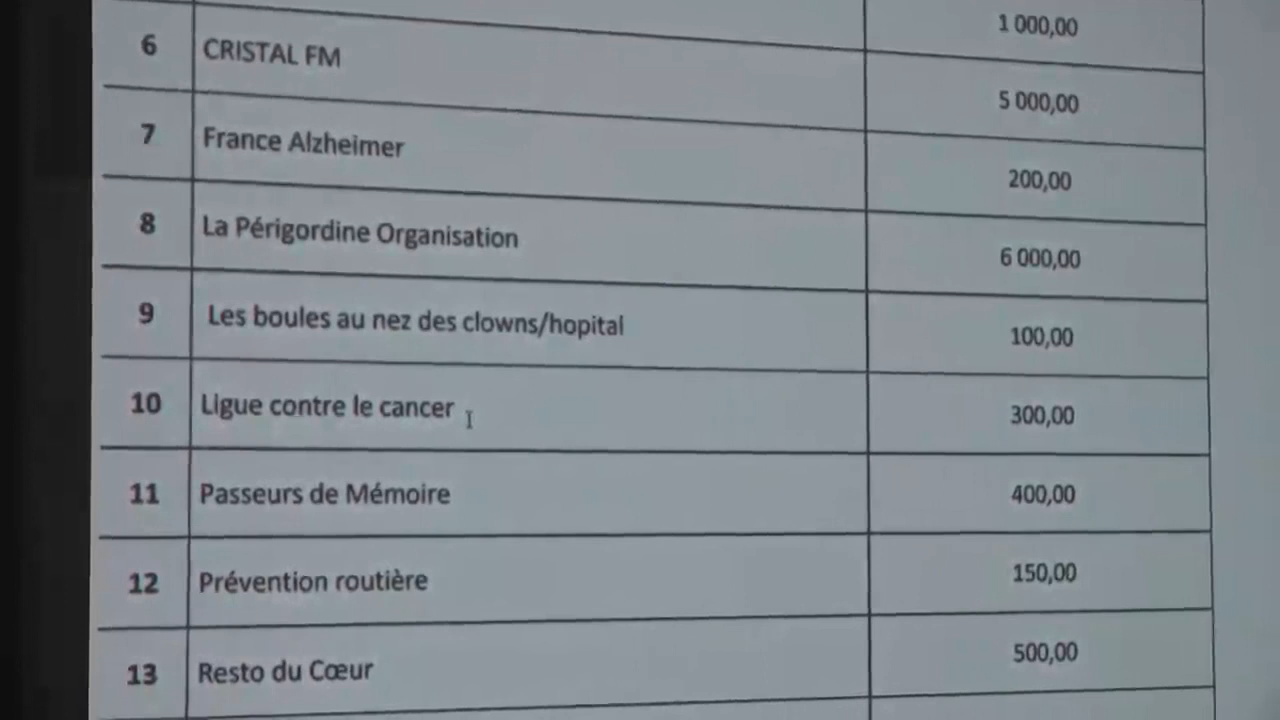 1 000,00
6 CRISTAL FM 5 000,00
7 France Alzheimer 200,00
8 La Périgordine Organisation 6 000,00
9 Les boules au nez des clowns/hopital 100,00
10 Ligue contre le cancer 300,00
11 Passeurs de Mémoire 400,00
12 Prévention routière 150,00
13 Resto du Cœur 500,00